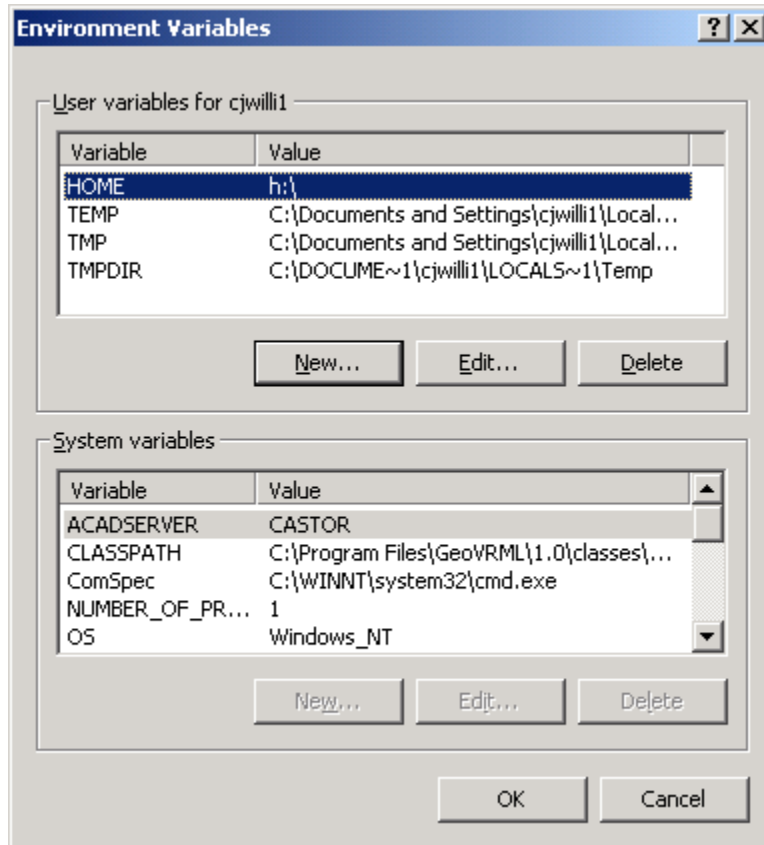 Environment Variables
User variables for cjwilli1
Variable Value
HOME h:\
TEMP C:\Documents and Settings\cjwilli1\Local...
TMP C:\Documents and Settings\cjwilli1\Local...
TMPDIR C:\DOCUME~1\cjwilli1\LOCALS~1\Temp
New... Edit... Delete
System variables
Variable Value
ACADSERVER CASTOR
CLASSPATH C:\Program Files\GeoVRML\1.0\classes\...
ComSpec C:\WINNT\system32\cmd.exe
NUMBER_OF_PR... 1
OS Windows_NT
New... Edit... Delete
OK Cancel